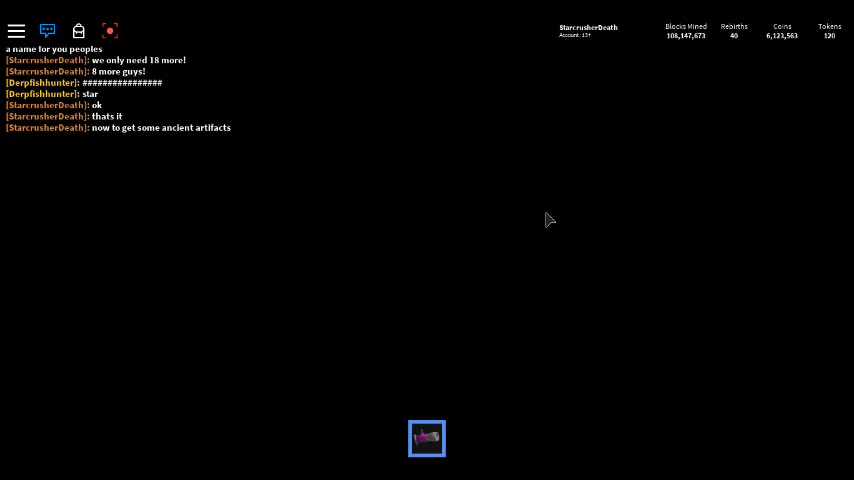 StarcrusherDeath
Account: 13+
Blocks Mined
108,147,673
Rebirths
40
Coins
6,123,563
Tokens
120
a name for you peoples
[StarcrusherDeath]: we only need 18 more!
[StarcrusherDeath]: 8 more guys!
[Derpfishhunter]: ################
[Derpfishhunter]: star
[StarcrusherDeath]: ok
[StarcrusherDeath]: thats it
[StarcrusherDeath]: now to get some ancient artifacts